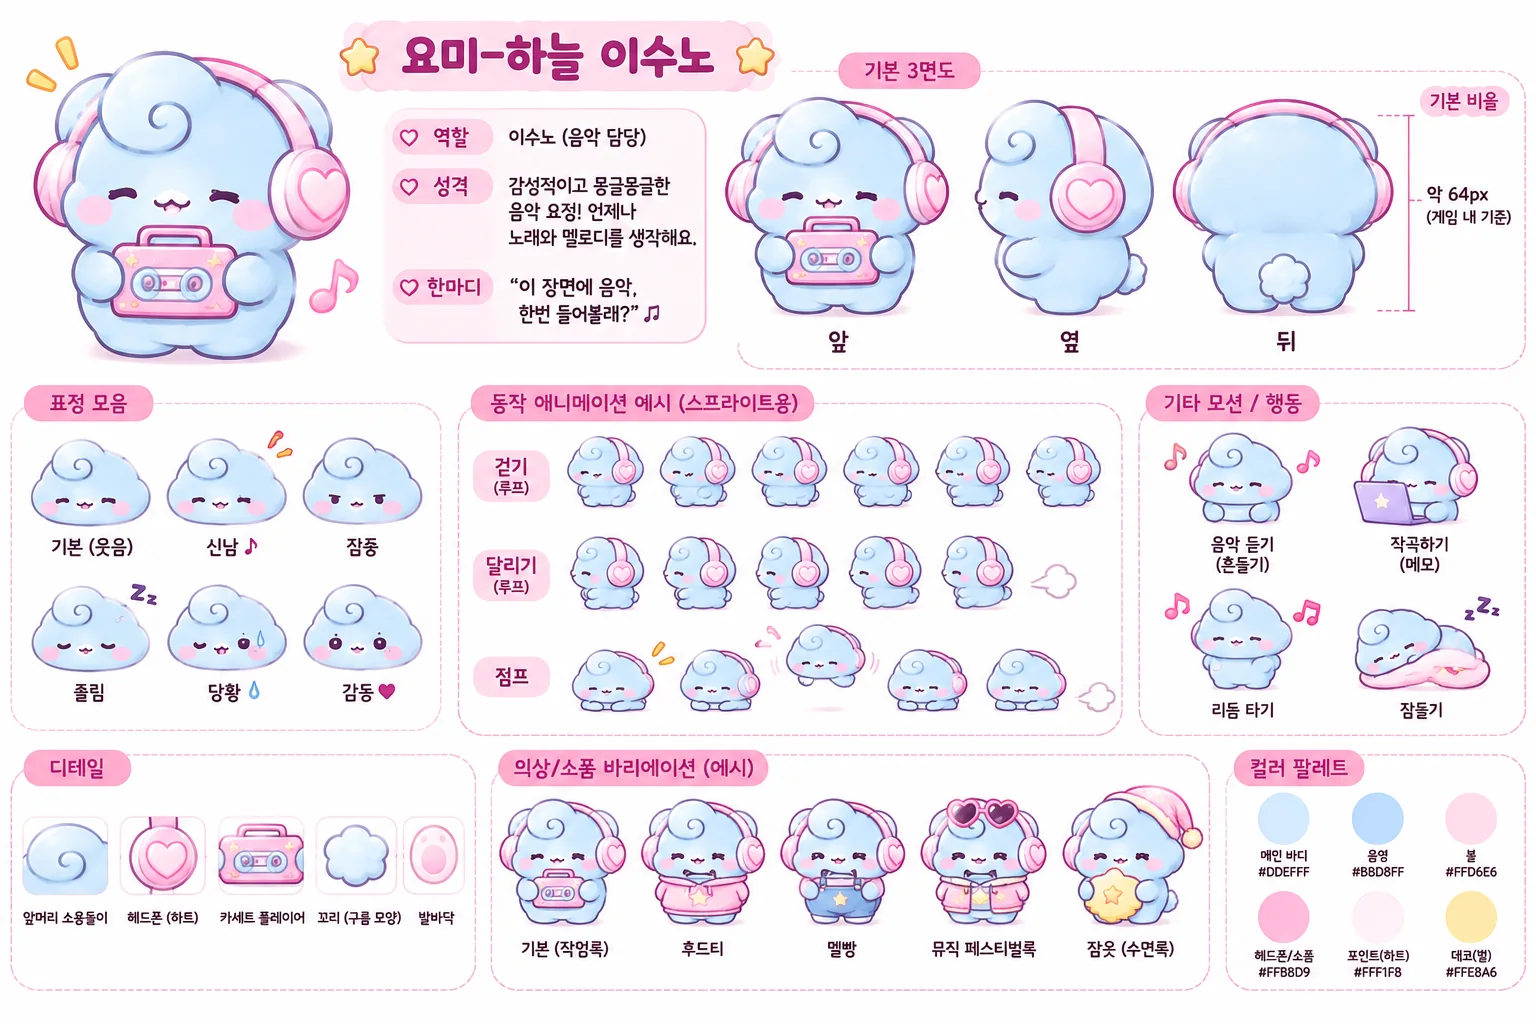 요미-하늘 이수노
역할
이수노 (음악 담당)
성격
감성적이고 몽글몽글한
음악 요정! 언제나
노래와 멜로디를 생각해요.
한마디
“이 장면에 음악,
한번 들어볼래?” ♫
기본 3면도
기본 비율
약 64px
(게임 내 기준)
앞
옆
뒤
표정 모음
기본 (웃음)
신남 ♪
잠중
zz
졸림
당황
감동 ♥
동작 애니메이션 예시 (스프라이트용)
걷기
(루프)
달리기
(루프)
점프
기타 모션 / 행동
음악 듣기
(흔들기)
작곡하기
(메모)
리돔 타기
zzz
잠돌기
디테일
앞머리 소용돌이
헤드폰 (하트)
카세트 플레이어
꼬리 (구름 모양)
발바닥
의상/소품 바리에이션 (에시)
기본 (작업록)
후드티
멜빵
뮤직 페스티벌록
잠옷 (수면록)
컬러 팔레트
메인 바디
#DDEFFF
음영
#BBD8FF
볼
#FFD6E6
헤드폰/소품
#FFB8D9
포인트(하트)
#FFF1F8
데코(별)
#FFE8A6